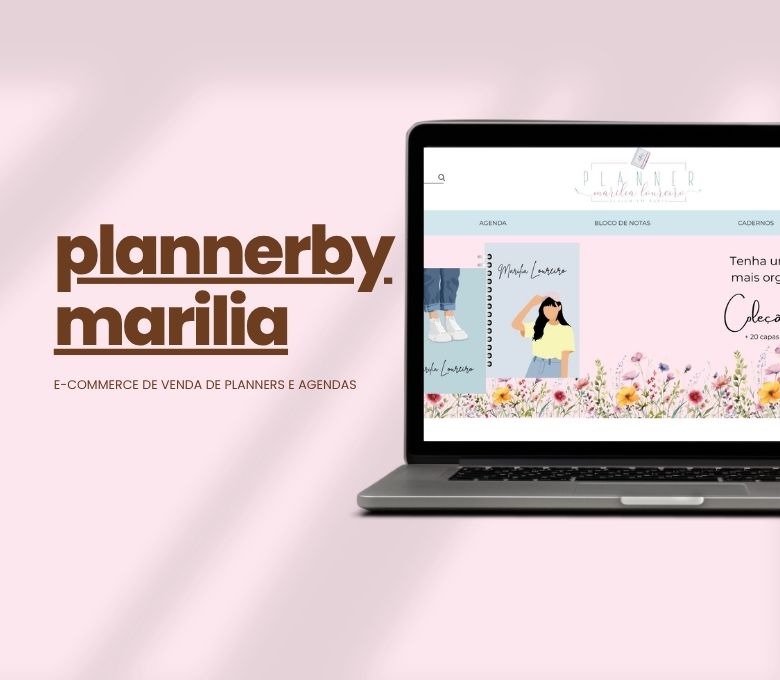 plannerby
marilia
E-COMMERCE DE VENDA DE PLANNERS E AGENDAS
PLANNER
marilia loureiro
AGENDA
BLOCO DE NOTAS
CADERNOS
Marilia Loureiro
Tenha um
mais org
Coleçã
+ 20 capas
rilia Loureiro